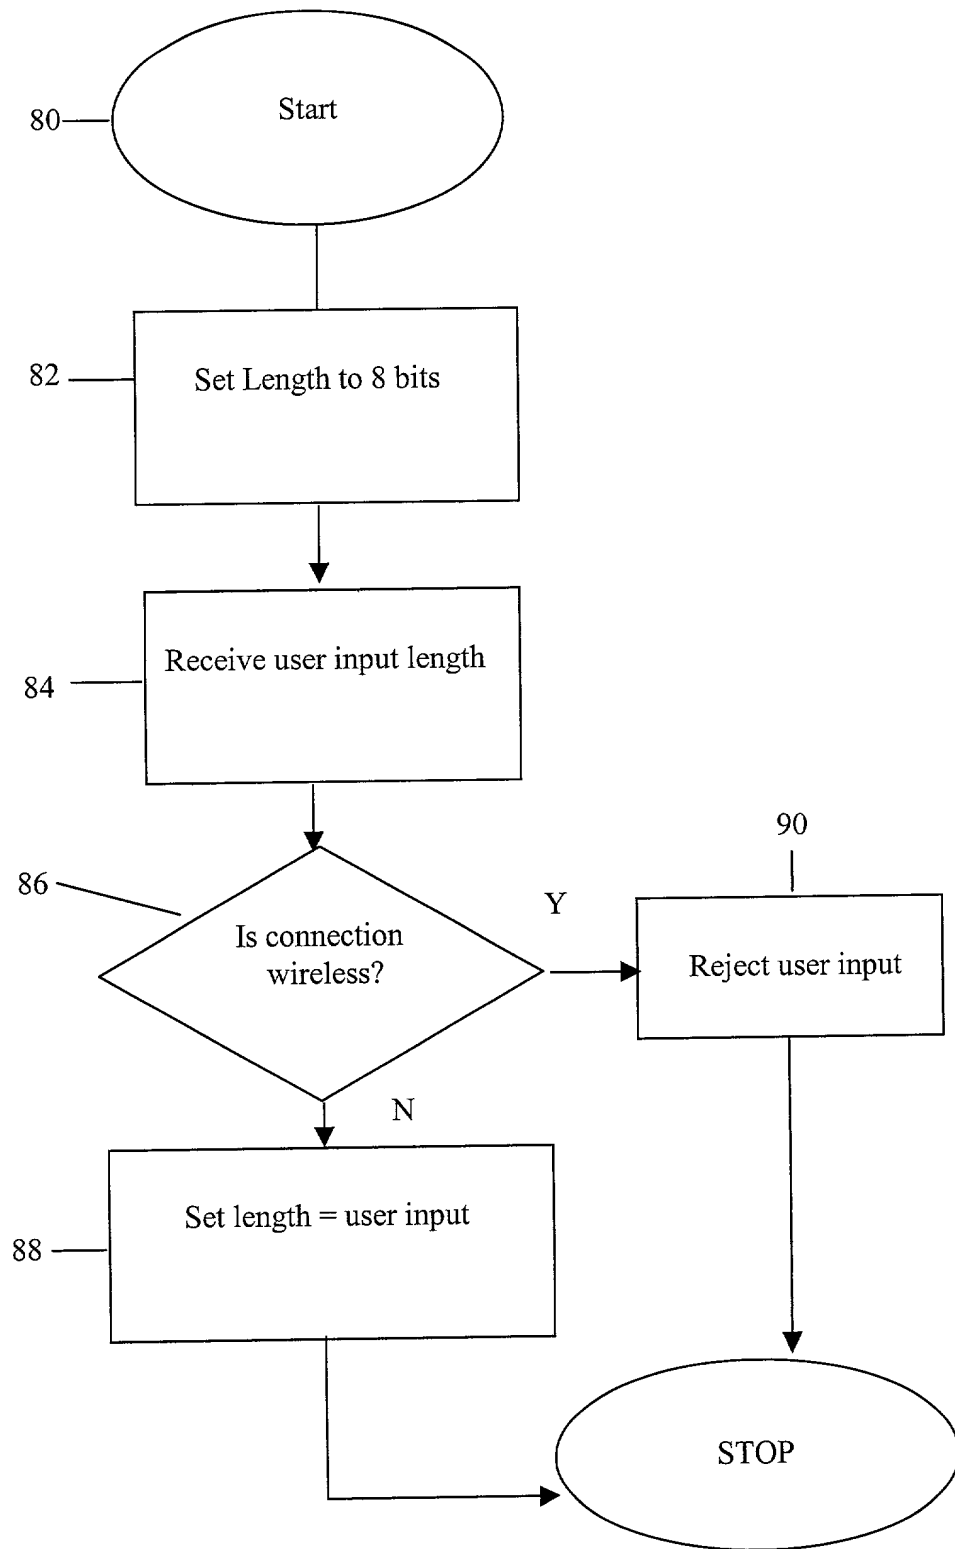 Start
80
Set Length to 8 bits
82
Receive user input length
84
90
86
Y
Is connection
wireless?
Reject user input
N
Set length = user input
88
STOP